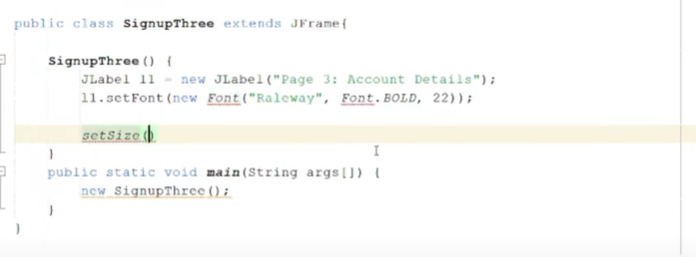 public class SignupThree extends JFrame{
SignupThree() {
JLabel l1 = new JLabel("Page 3: Account Details");
l1.setFont(new Font("Raleway", Font.BOLD, 22));
setSize()
}
public static void main(String args[]) {
new SignupThree();
}
}